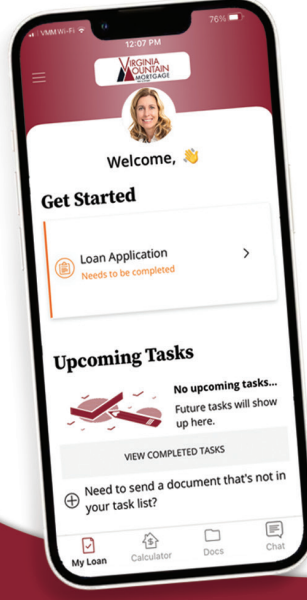 VMM Wi-Fi
76%
12:07 PM
VIRGINIA
MOUNTAIN
MORTGAGE
Welcome, 👋
Get Started
Loan Application
Needs to be completed
Upcoming Tasks
No upcoming tasks...
Future tasks will show
up here.
VIEW COMPLETED TASKS
Need to send a document that's not in
your task list?
My Loan
Calculator
Docs
Chat